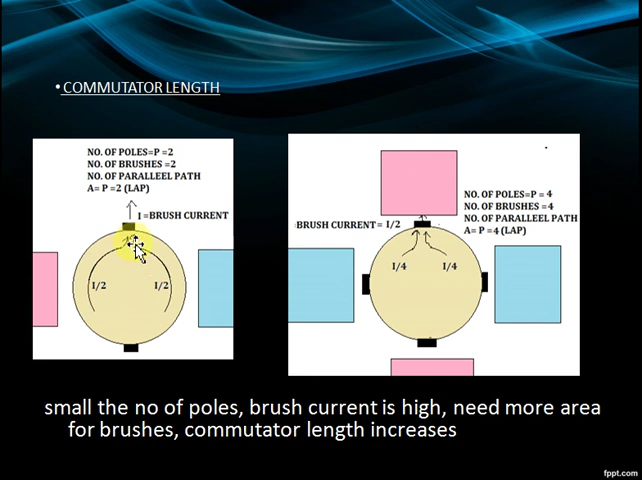 •COMMUTATOR LENGTH
NO. OF POLES=P =2
NO. OF BRUSHES =2
NO. OF PARALLEEL PATH
A= P =2 (LAP)
I =BRUSH CURRENT
I/2
I/2
NO. OF POLES=P = 4
NO. OF BRUSHES =4
NO. OF PARALLEEL PATH
A= P =4 (LAP)
BRUSH CURRENT= I/2
I/4
I/4
small the no of poles, brush current is high, need more area
for brushes, commutator length increases
fppt.com